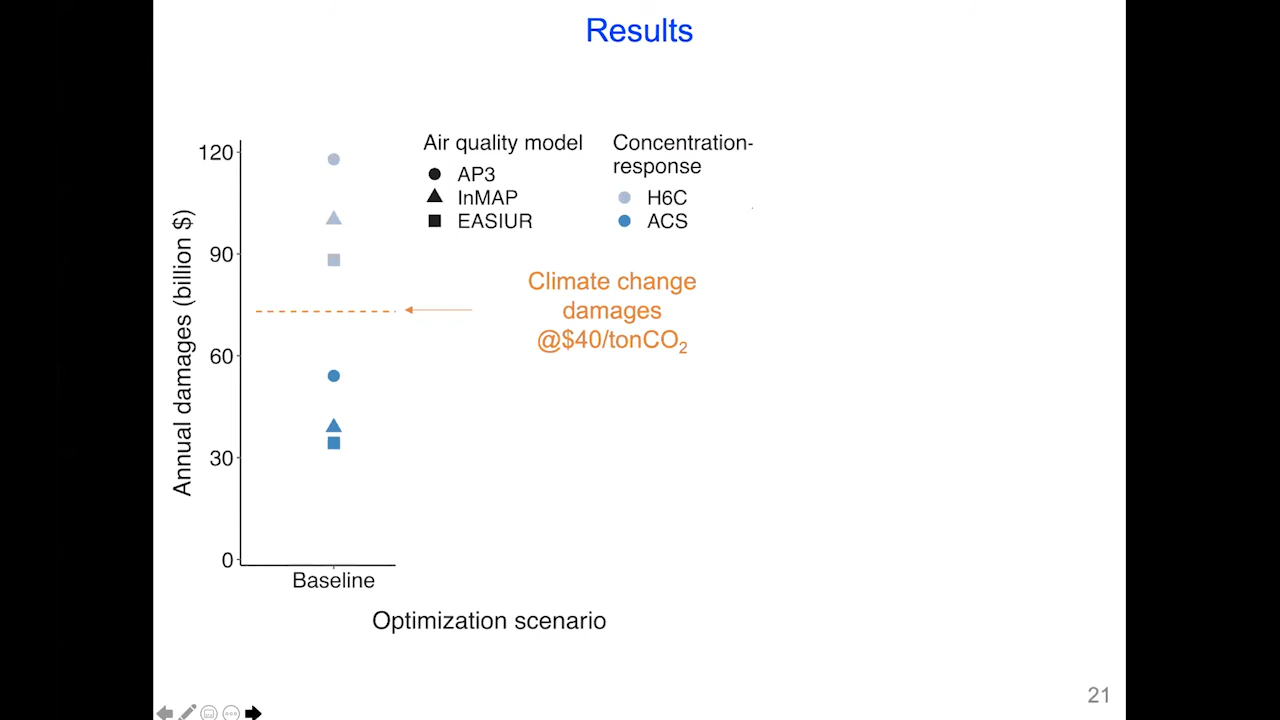 Results
Annual damages (billion $)
120
90
60
30
0
Air quality model
AP3
InMAP
EASIUR
Concentration-
response
H6C
ACS
Climate change
damages
@$40/tonCO₂
Baseline
Optimization scenario
21